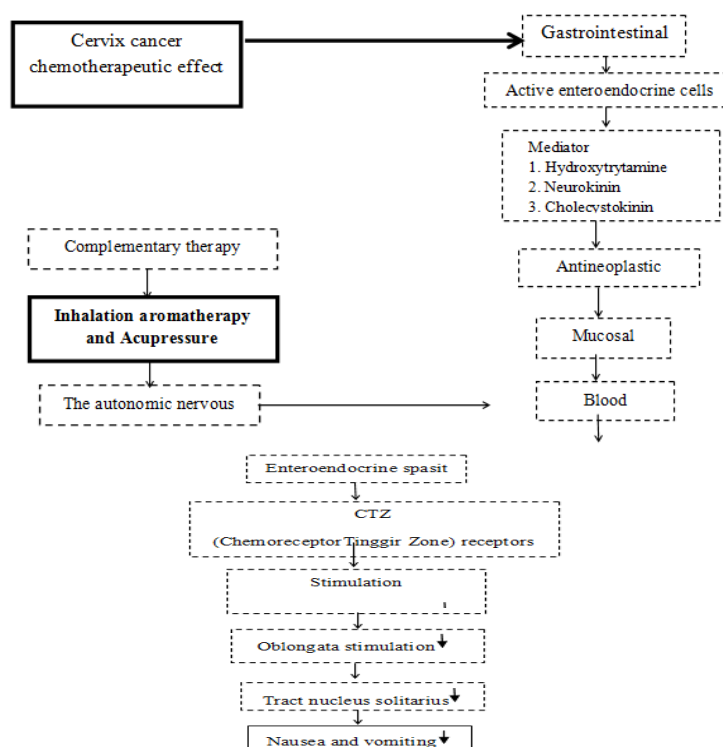 Cervix cancer
chemotherapeutic effect
Gastrointestinal
Active enteroendocrine cells
Mediator
1. Hydroxytrytamine
2. Neurokinin
3. Cholecystokinin
Complementary therapy
Antineoplastic
Inhalation aromatherapy
and Acupressure
Mucosal
The autonomic nervous
Blood
Enteroendocrine spasit
CTZ
(ChemoreceptorTinggir Zone) receptors
Stimulation
Oblongata stimulation
Tract nucleus solitarius
Nausea and vomiting